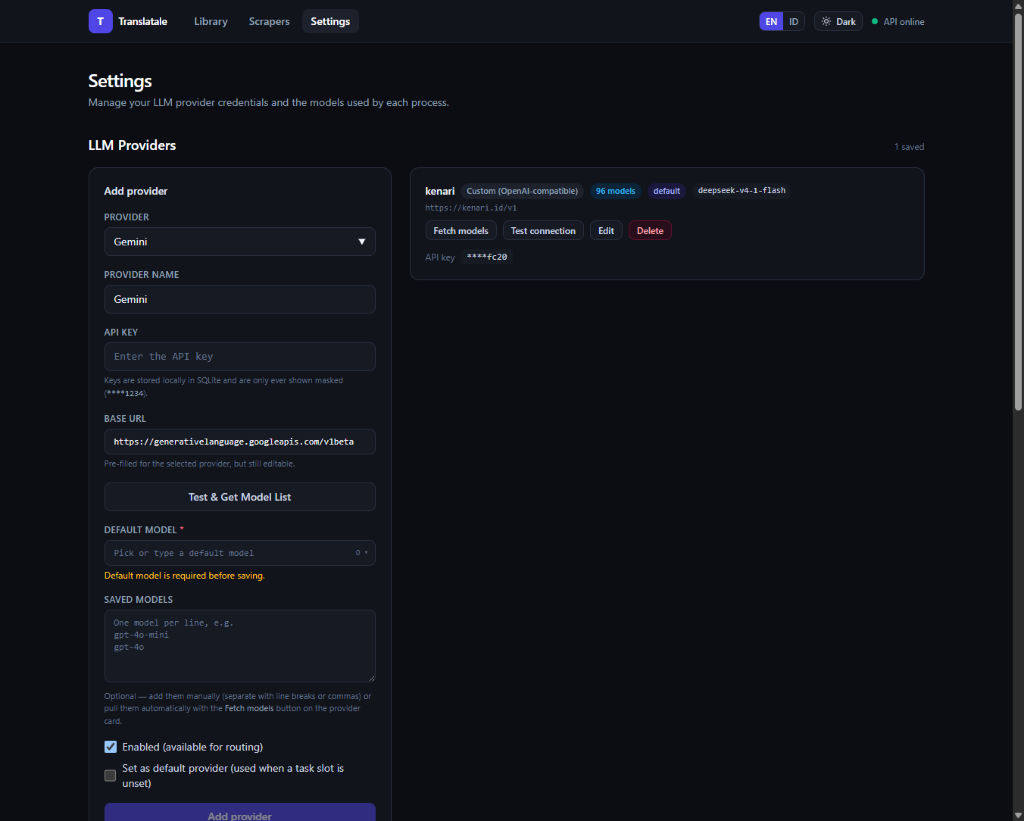 T Translatale Library Scrapers Settings EN ID Dark API online
Settings
Manage your LLM provider credentials and the models used by each process.
LLM Providers 1 saved
Add provider
PROVIDER
Gemini ▼
PROVIDER NAME
Gemini
API KEY
Enter the API key
Keys are stored locally in SQLite and are only ever shown masked
(****1234).
BASE URL
https://generativelanguage.googleapis.com/v1beta
Pre-filled for the selected provider, but still editable.
Test & Get Model List
DEFAULT MODEL *
Pick or type a default model 0 ▾
Default model is required before saving.
SAVED MODELS
One model per line, e.g.
gpt-4o-mini
gpt-4o
Optional — add them manually (separate with line breaks or commas) or
pull them automatically with the Fetch models button on the provider
card.
Enabled (available for routing)
Set as default provider (used when a task slot is
unset)
Add provider
kenari Custom (OpenAI-compatible) 96 models default deepseek-v4-1-flash
https://kenari.id/v1
Fetch models Test connection Edit Delete
API key ****fc20